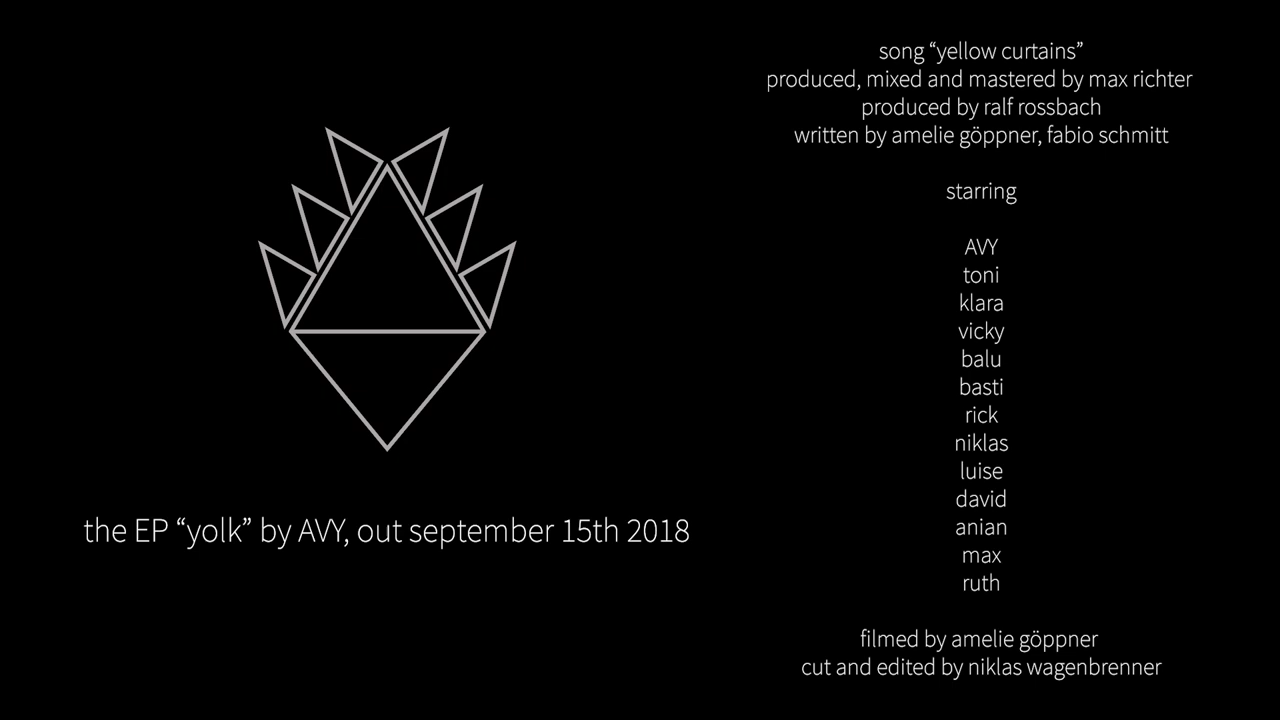 song “yellow curtains”
produced, mixed and mastered by max richter
produced by ralf rossbach
written by amelie göppner, fabio schmitt
starring
AVY
toni
klara
vicky
balu
basti
rick
niklas
luise
david
anian
max
ruth
filmed by amelie göppner
cut and edited by niklas wagenbrenner
the EP “yolk” by AVY, out september 15th 2018